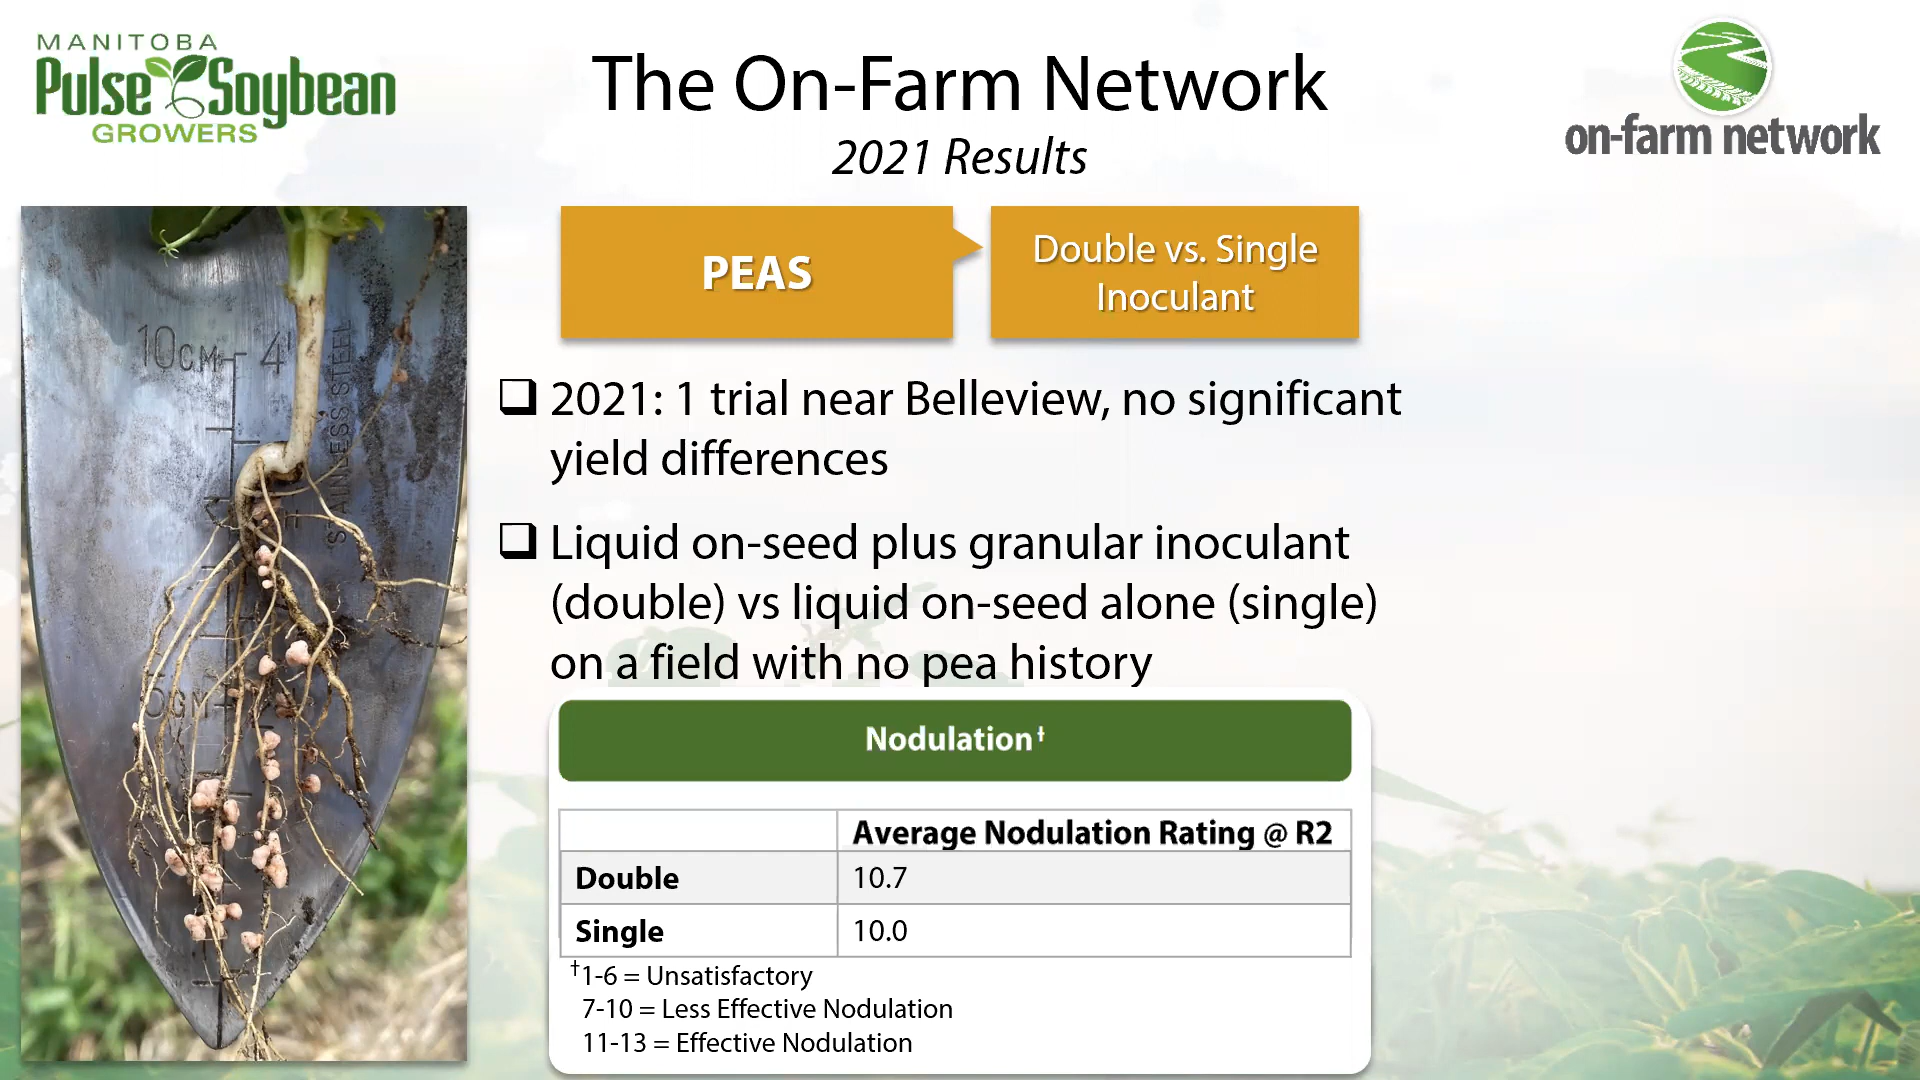 MANITOBA
Pulse Soybean
GROWERS
The On-Farm Network
2021 Results
on-farm network
PEAS
Double vs. Single
Inoculant
❑ 2021: 1 trial near Belleview, no significant
yield differences
❑ Liquid on-seed plus granular inoculant
(double) vs liquid on-seed alone (single)
on a field with no pea history
10CM 4"
STAINLESS STEEL
Nodulation†
Average Nodulation Rating @ R2
Double 10.7
Single 10.0
†1-6 = Unsatisfactory
7-10 = Less Effective Nodulation
11-13 = Effective Nodulation